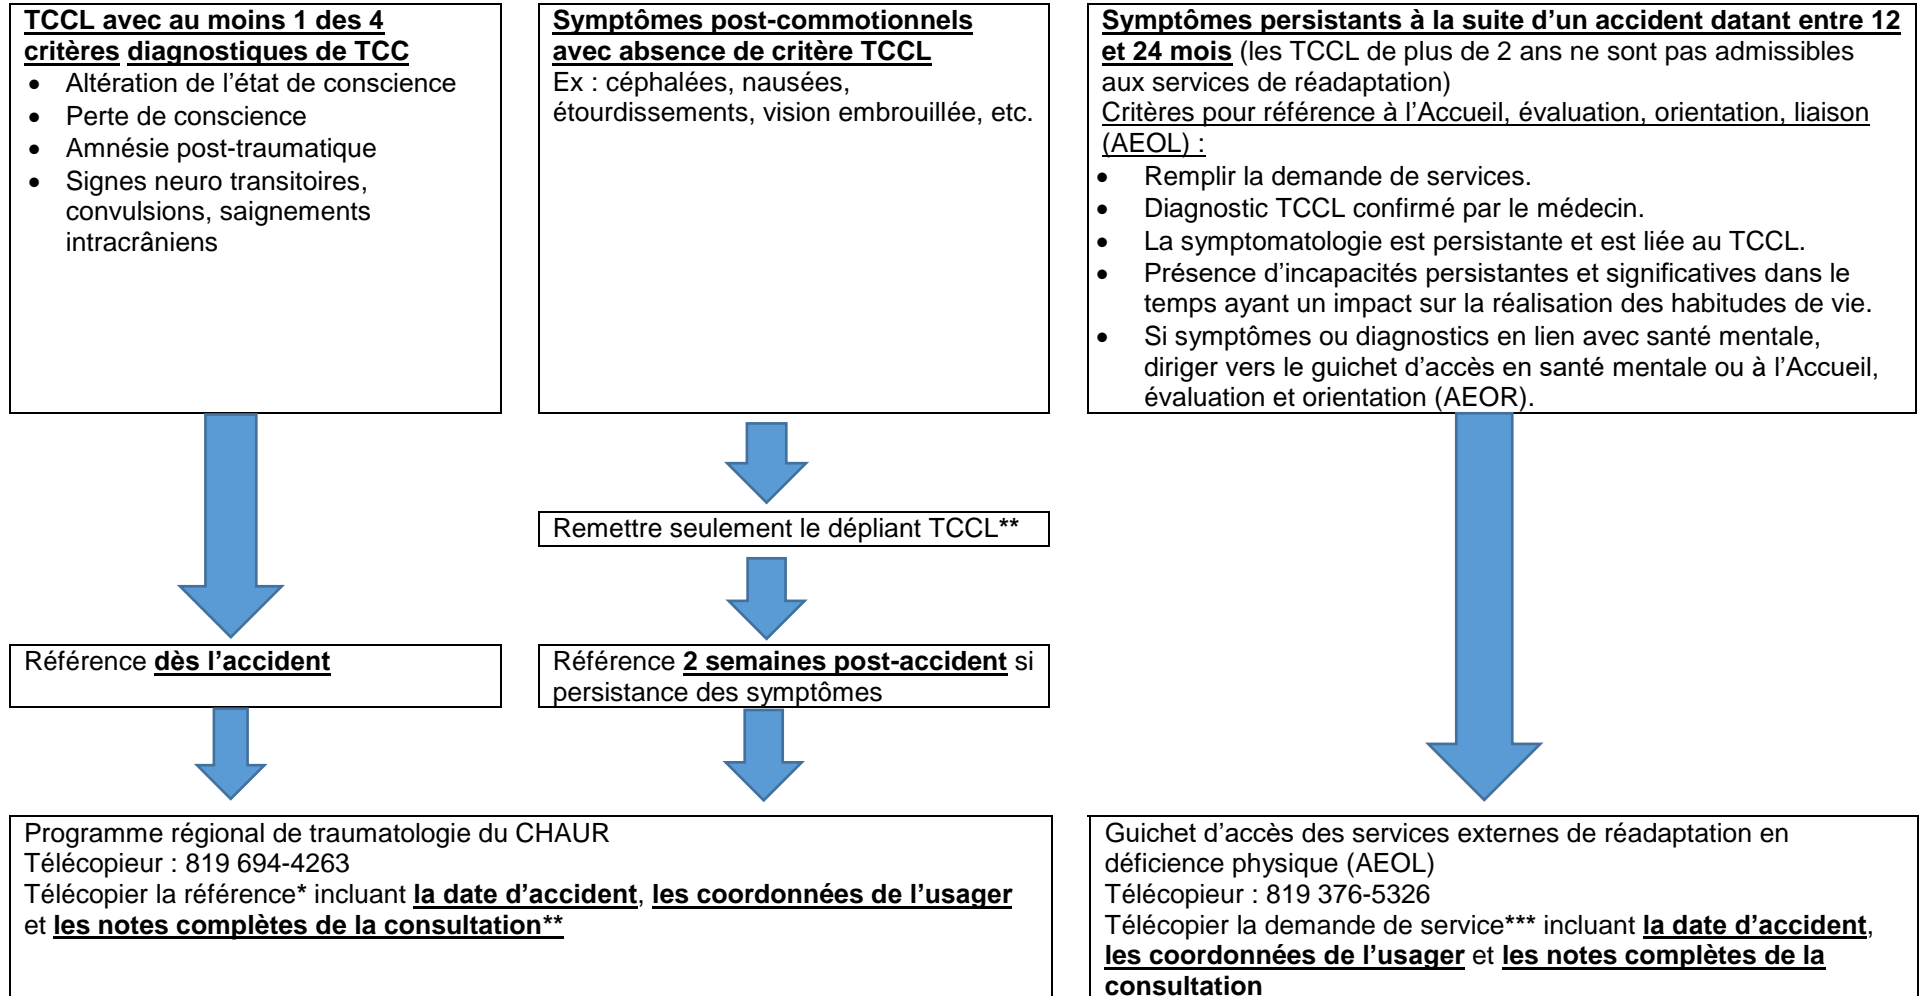 TCCL avec au moins 1 des 4
critères diagnostiques de TCC
• Altération de l'état de conscience
• Perte de conscience
• Amnésie post-traumatique
• Signes neuro transitoires,
convulsions, saignements
intracrâniens
Symptômes post-commotionnels
avec absence de critère TCCL
Ex : céphalées, nausées,
étourdissements, vision embrouillée, etc.
Symptômes persistants à la suite d'un accident datant entre 12
et 24 mois (les TCCL de plus de 2 ans ne sont pas admissibles
aux services de réadaptation)
Critères pour référence à l'Accueil, évaluation, orientation, liaison
(AEOL) :
• Remplir la demande de services.
• Diagnostic TCCL confirmé par le médecin.
• La symptomatologie est persistante et est liée au TCCL.
• Présence d'incapacités persistantes et significatives dans le
temps ayant un impact sur la réalisation des habitudes de vie.
• Si symptômes ou diagnostics en lien avec santé mentale,
diriger vers le guichet d'accès en santé mentale ou à l'Accueil,
évaluation et orientation (AEOR).
Remettre seulement le dépliant TCCL**
Référence dès l'accident
Référence 2 semaines post-accident si
persistance des symptômes
Programme régional de traumatologie du CHAUR
Télécopieur : 819 694-4263
Télécopier la référence* incluant la date d'accident, les coordonnées de l'usager
et les notes complètes de la consultation**
Guichet d'accès des services externes de réadaptation en
déficience physique (AEOL)
Télécopieur : 819 376-5326
Télécopier la demande de service*** incluant la date d'accident,
les coordonnées de l'usager et les notes complètes de la
consultation